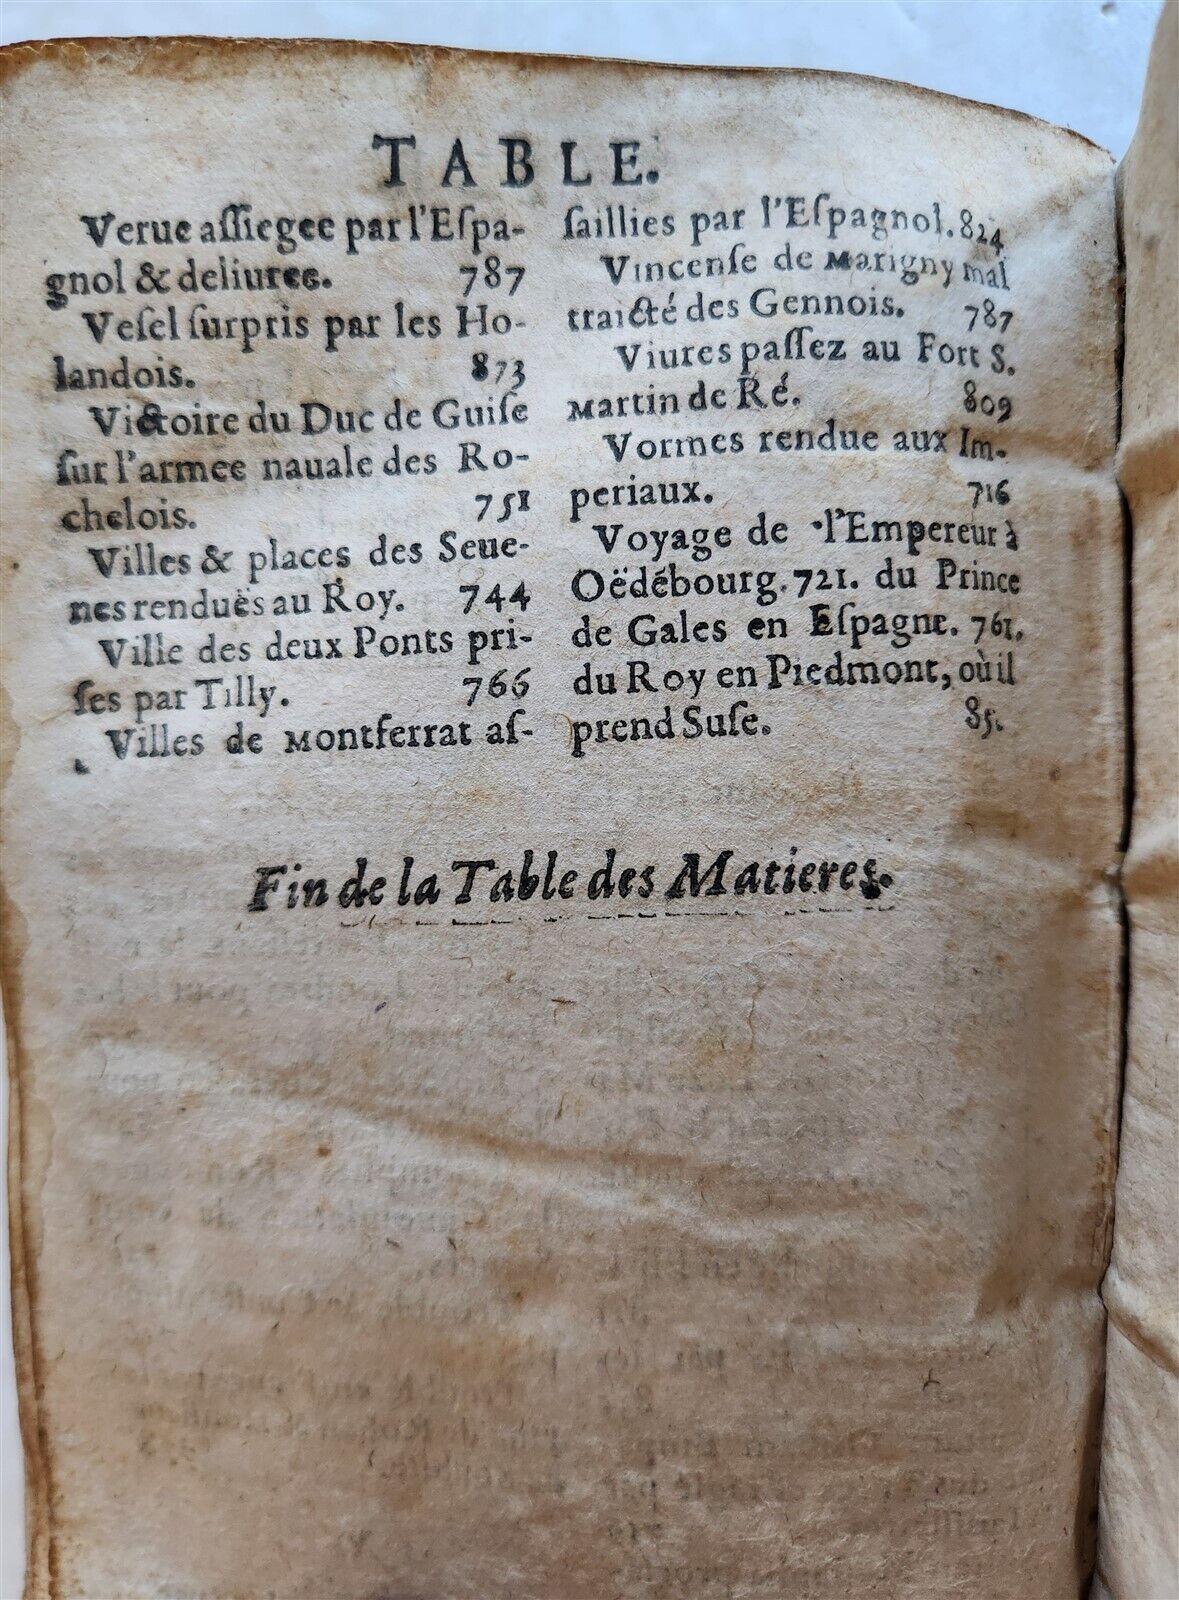 TABLE.
Verue aſſiegee par l'Eſpa-
gnol & deliuree. 787
Veſel ſurpris par les Ho-
landois. 873
Victoire du Duc de Guiſe
ſur l'armee nauale des Ro-
chelois. 751
Villes & places des Seue-
nes renduës au Roy. 744
Ville des deux Ponts pri-
ſes par Tilly. 766
Villes de Montferrat aſ-
ſaillies par l'Eſpagnol. 824
Vincenſe de Marigny mal
traicté des Gennois. 787
Viures paſſez au Fort S.
Martin de Ré. 809
Vormes rendue aux Im-
periaux. 716
Voyage de l'Empereur à
Oëdébourg. 721. du Prince
de Gales en Eſpagne. 761.
du Roy en Piedmont, où il
prend Suſe.
Fin de la Table des Matieres.